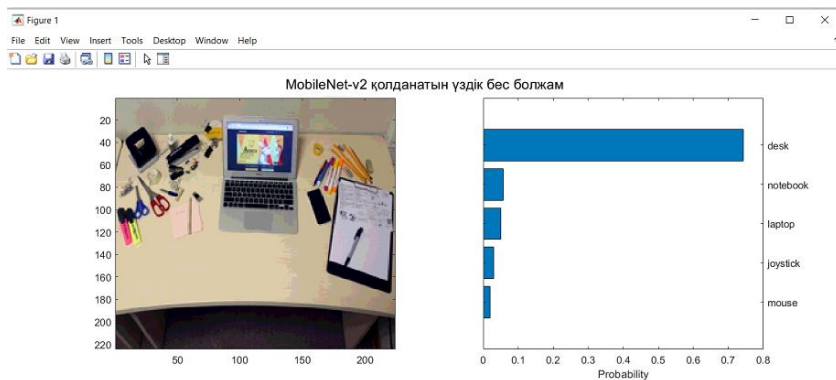 Figure 1
File Edit View Insert Tools Desktop Window Help
MobileNet-v2 қолданатын үздік бес болжам
20
40
60
80
100
120
140
160
180
200
220
50 100 150 200
desk
notebook
laptop
joystick
mouse
0 0.1 0.2 0.3 0.4 0.5 0.6 0.7 0.8
Probability